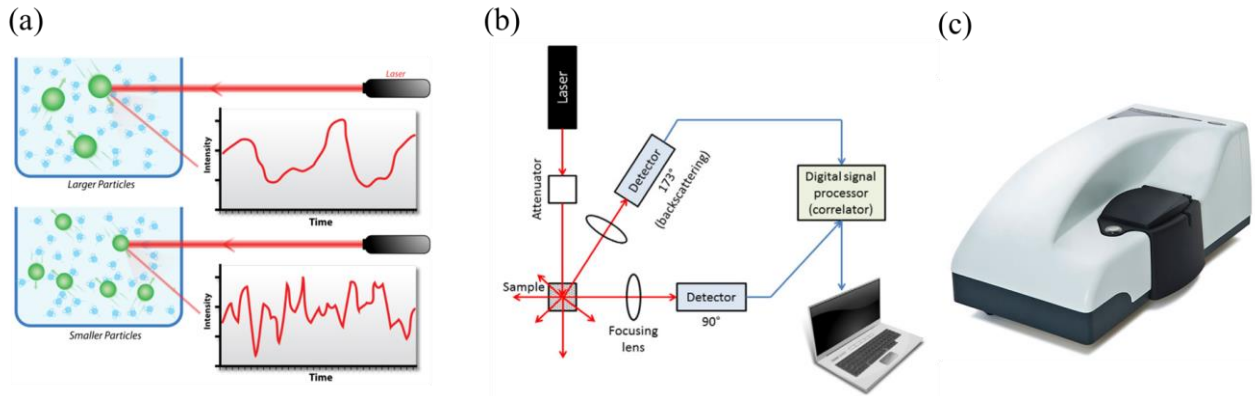 (a)
Laser
Intensity
Time
Larger Particles
Intensity
Time
Smaller Particles
(b)
Laser
Attenuator
Detector
173°
(backscattering)
Digital signal
processor
(correlator)
Sample
Focusing
lens
Detector
90°
(c)